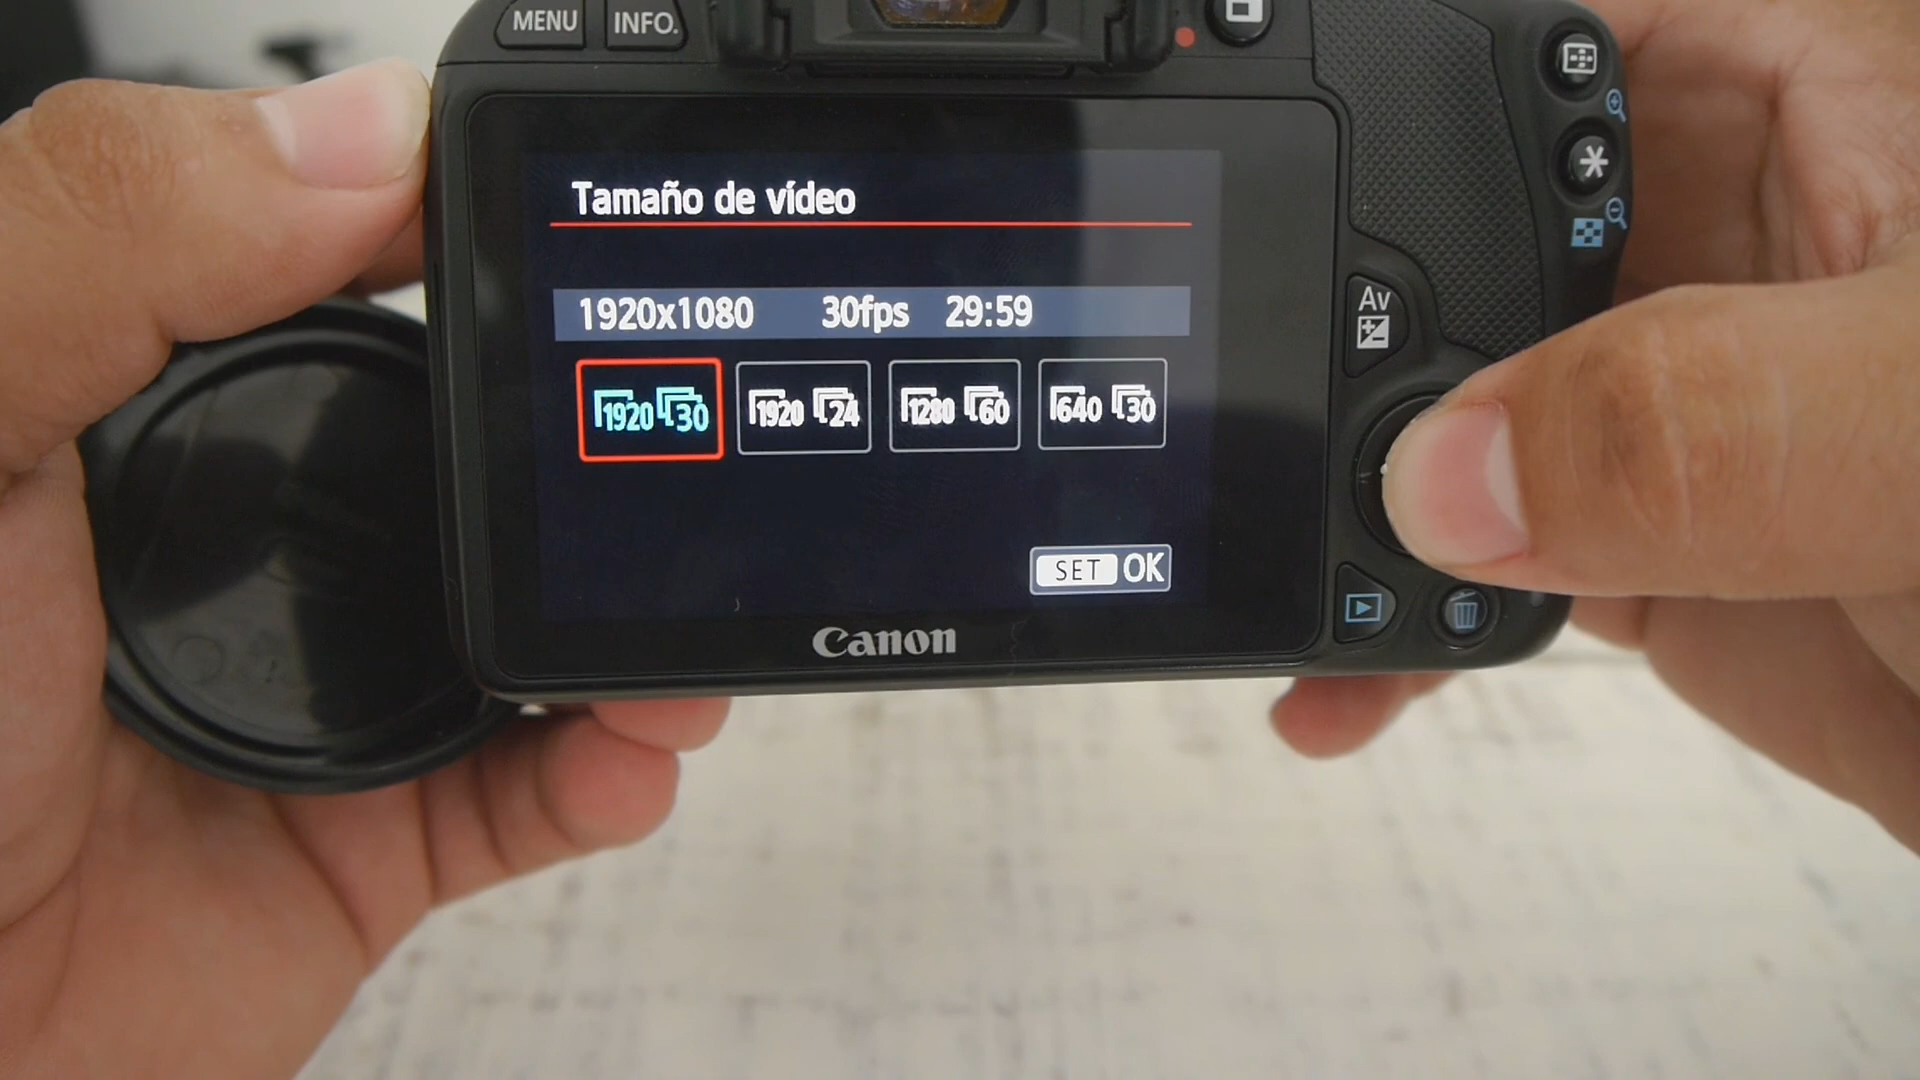 MENU INFO.
Tamaño de vídeo
1920x1080 30fps 29:59
1920 30 1920 24 1280 60 640 30
Av
SET OK
Canon